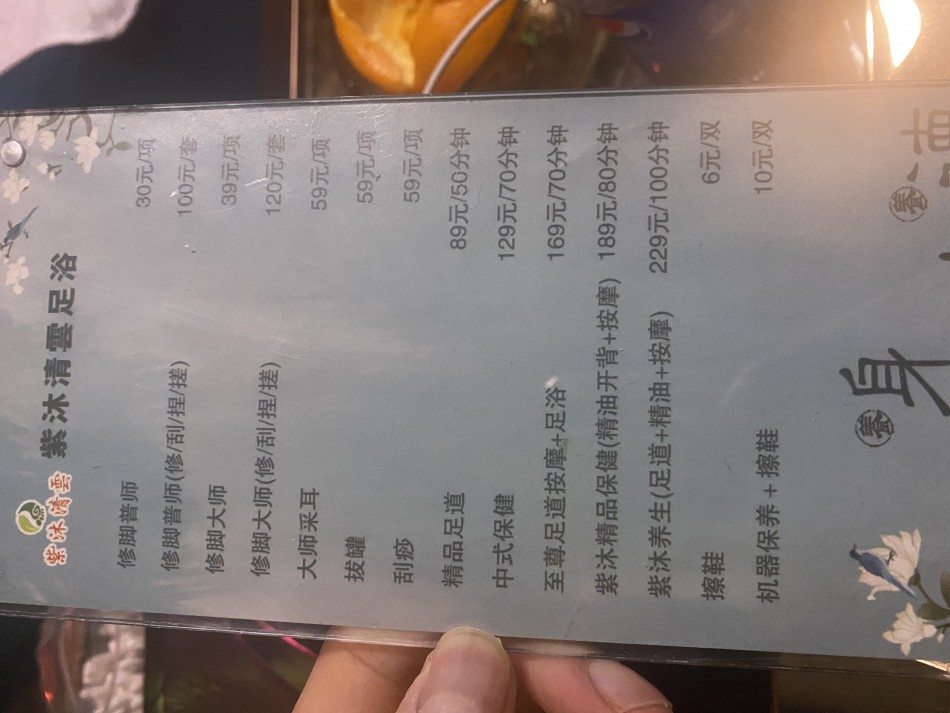 紫沐清雲
紫沐清雲足浴
修脚普师 30元/项
修脚普师(修/刮/捏/搓) 100元/套
修脚大师 39元/项
修脚大师(修/刮/捏/搓) 120元/套
大师采耳 59元/项
拔罐 59元/项
刮痧 59元/项
精品足道 89元/50分钟
中式保健 129元/70分钟
至尊足道按摩+足浴 169元/70分钟
紫沐精品保健(精油开背+按摩) 189元/80分钟
紫沐养生(足道+精油+按摩) 229元/100分钟
擦鞋 6元/双
机器保养+擦鞋 10元/双
養身
養